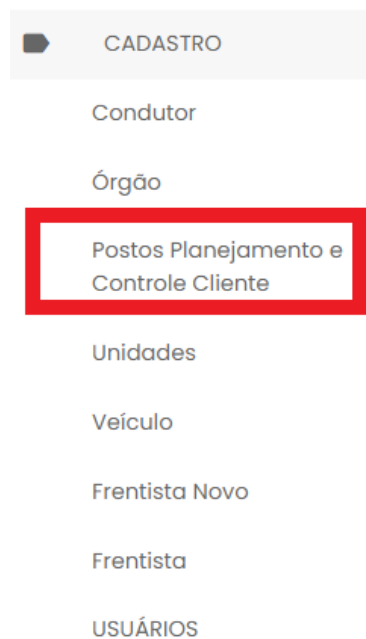 CADASTRO
Condutor
Órgão
Postos Planejamento e
Controle Cliente
Unidades
Veículo
Frentista Novo
Frentista
USUÁRIOS